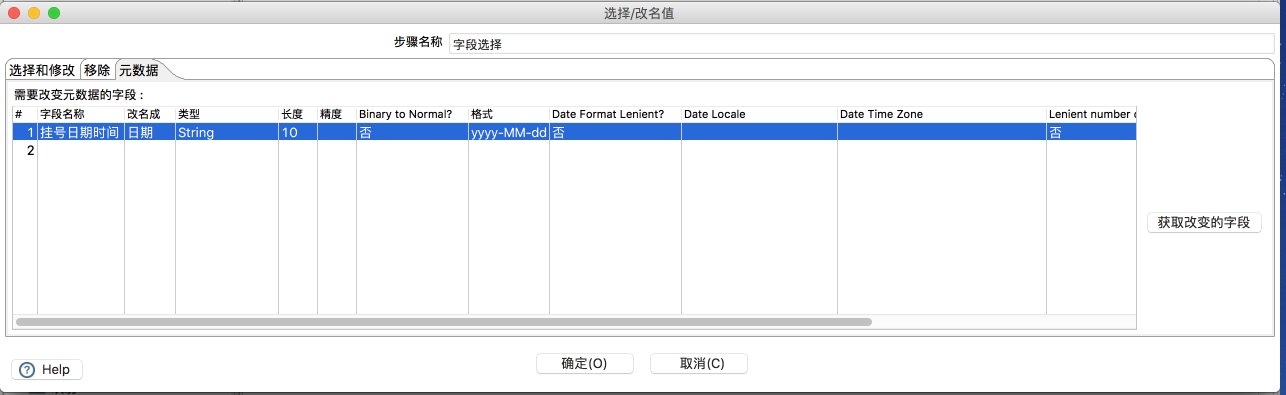 选择/改名值
步骤名称 字段选择
选择和修改 移除 元数据
需要改变元数据的字段：
# 字段名称 改名成 类型 长度 精度 Binary to Normal? 格式 Date Format Lenient? Date Locale Date Time Zone Lenient number
1 挂号日期时间 日期 String 10 否 yyyy-MM-dd 否 否
2
获取改变的字段
Help 确定(O) 取消(C)